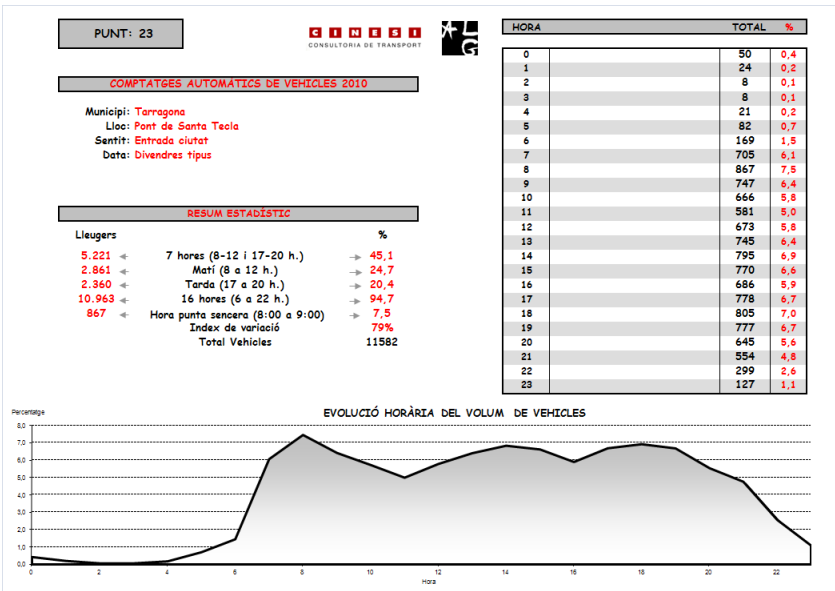 PUNT: 23
CINESI
CONSULTORIA DE TRANSPORT
ALG
COMPTATGES AUTOMÀTICS DE VEHICLES 2010
Municipi: Tarragona
Lloc: Pont de Santa Tecla
Sentit: Entrada ciutat
Data: Divendres tipus
RESUM ESTADÍSTIC
Lleugers %
5.221 7 hores (8-12 i 17-20 h.) 45,1
2.861 Matí (8 a 12 h.) 24,7
2.360 Tarda (17 a 20 h.) 20,4
10.963 16 hores (6 a 22 h.) 94,7
867 Hora punta sencera (8:00 a 9:00) 7,5
Index de variació 79%
Total Vehicles 11582
HORA TOTAL %
0 50 0,4
1 24 0,2
2 8 0,1
3 8 0,1
4 21 0,2
5 82 0,7
6 169 1,5
7 705 6,1
8 867 7,5
9 747 6,4
10 666 5,8
11 581 5,0
12 673 5,8
13 745 6,4
14 795 6,9
15 770 6,6
16 686 5,9
17 778 6,7
18 805 7,0
19 777 6,7
20 645 5,6
21 554 4,8
22 299 2,6
23 127 1,1
EVOLUCIÓ HORÀRIA DEL VOLUM DE VEHICLES
Percentatge
8,0
7,0
6,0
5,0
4,0
3,0
2,0
1,0
0,0
0 2 4 6 8 10 12 14 16 18 20 22
Hora